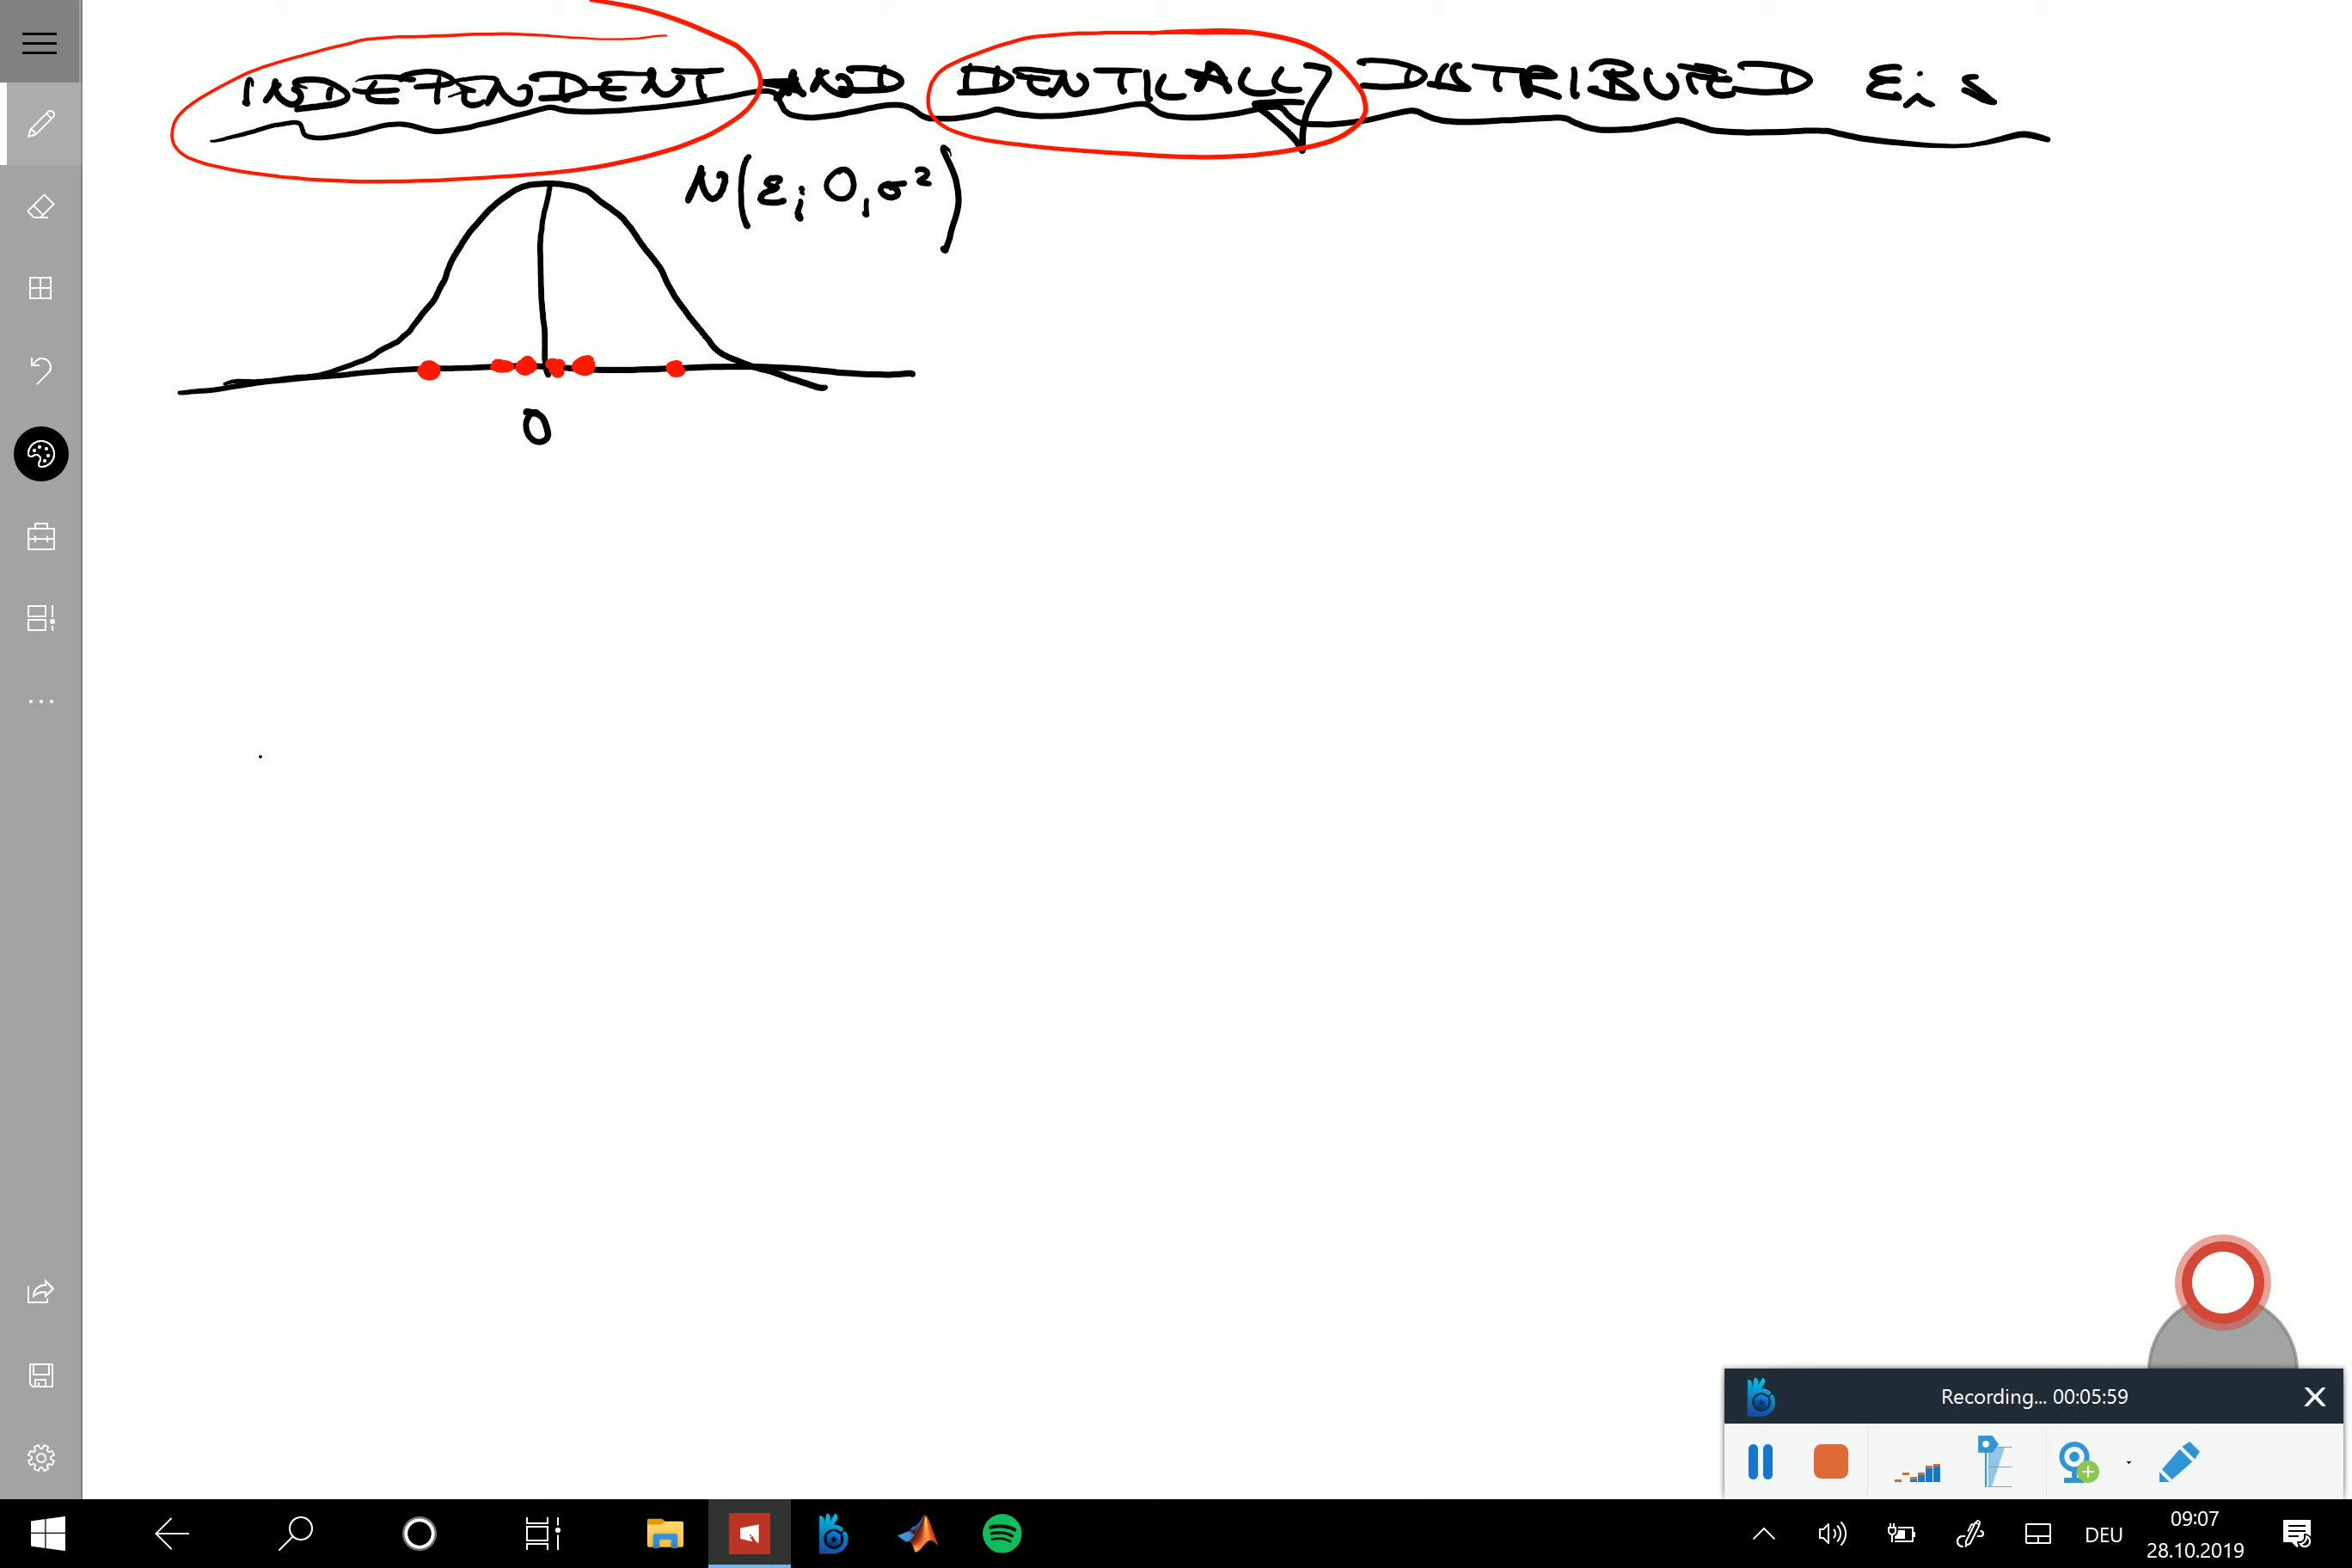 INDEPENDENT AND IDENTICALLY DISTRIBUTED εi s
N(εi 0, σ²)
0
Recording... 00:05:59
DEU
09:07
28.10.2019